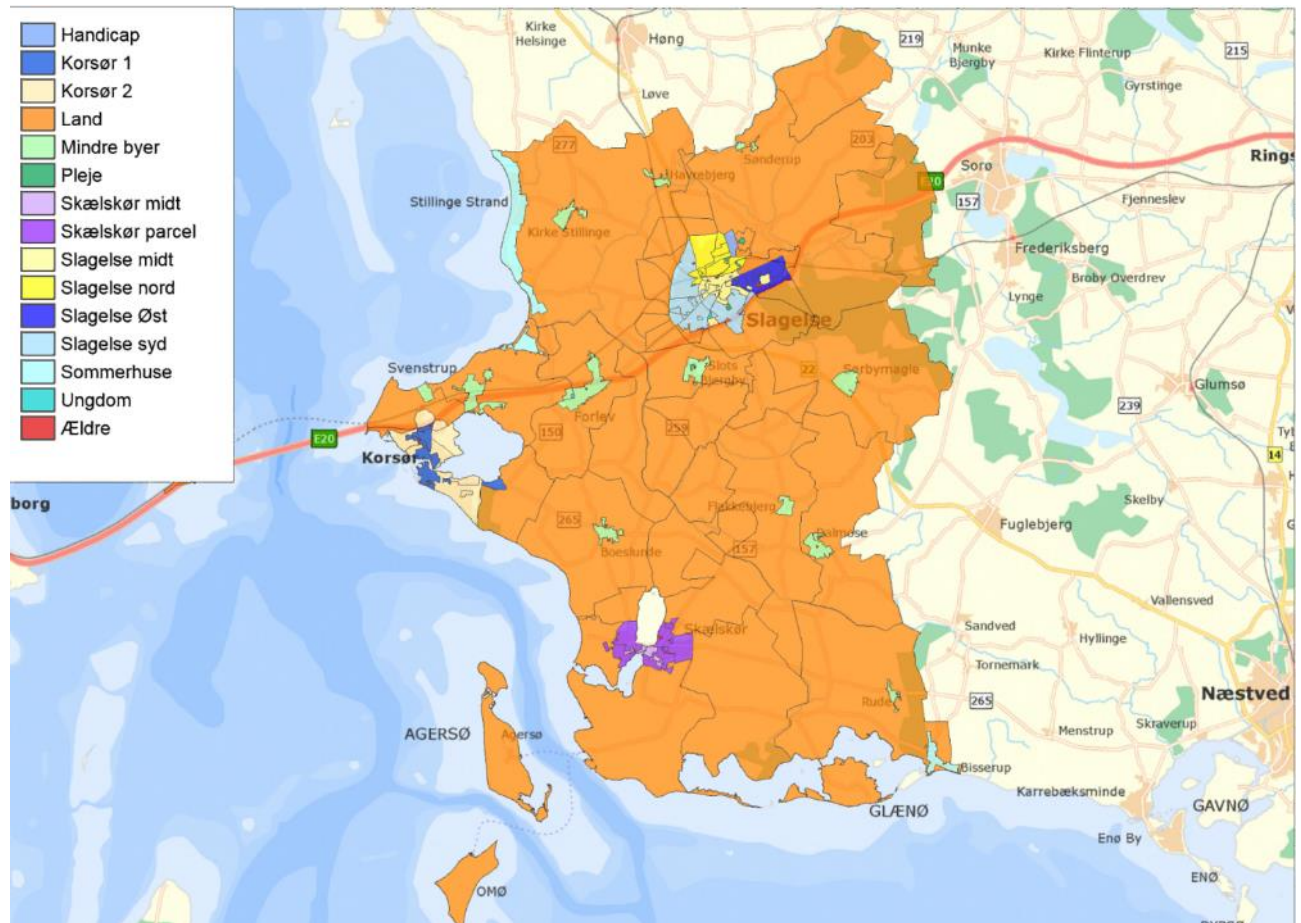 Handicap
Korsør 1
Korsør 2
Land
Mindre byer
Pleje
Skælskør midt
Skælskør parcel
Slagelse midt
Slagelse nord
Slagelse Øst
Slagelse syd
Sommerhuse
Ungdom
Ældre
Kirke
Helsinge
Høng
219
Munke
Bjergby
Kirke Flinterup
215
Gyrstinge
Løve
277
Sønderup
203
Sorø
Rings
Havrebjerg
E20
157
Fjenneslev
Stillinge Strand
Kirke Stillinge
Frederiksberg
Broby Overdrev
Lynge
Slagelse
Svenstrup
Slots
Bjergby
22
Sørbymagle
Glumsø
239
Forlev
150
259
E20
Korsør
14
borg
Skelby
265
Flakkebjerg
Fuglebjerg
Boeslunde
157
Dalmose
Vallensved
Skælskør
Sandved
Hyllinge
Tornemark
Rude
265
Næstved
Skraverup
AGERSØ
Agersø
Menstrup
Bisserup
Karrebæksminde
GAVNØ
GLÆNØ
Enø By
OMØ
ENØ